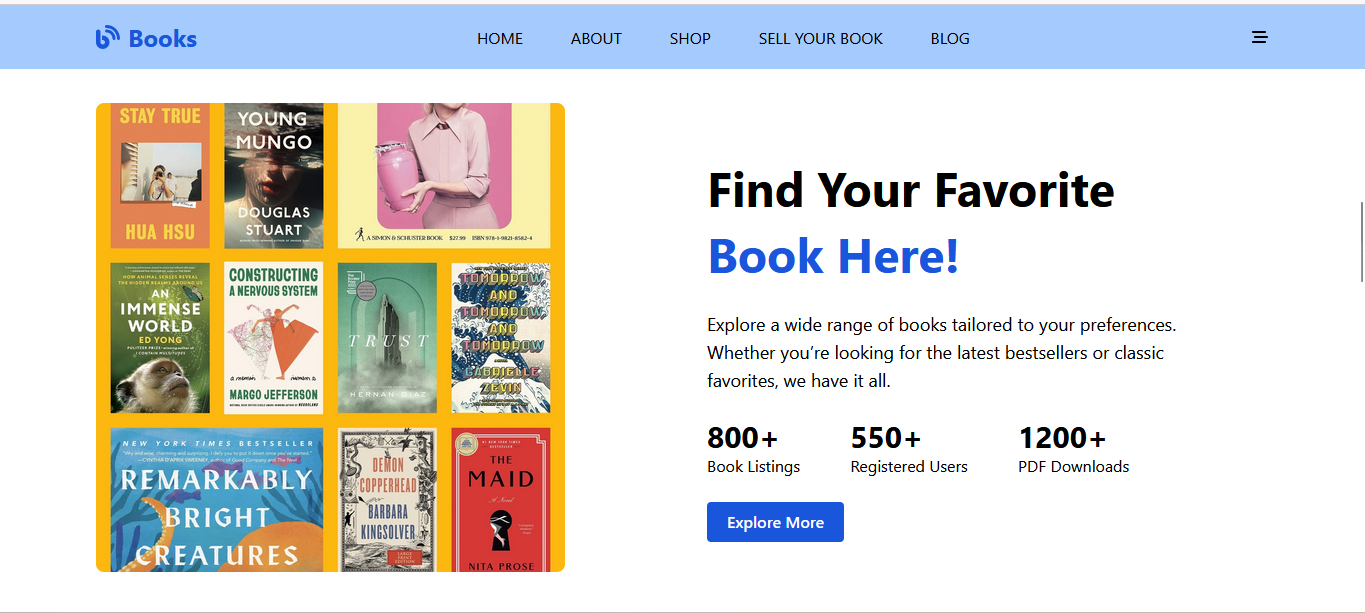 Books
HOME
ABOUT
SHOP
SELL YOUR BOOK
BLOG
STAY TRUE
HUA HSU
YOUNG
MUNGO
DOUGLAS
STUART
A SIMON & SCHUSTER BOOK $27.99 ISBN 978-1-9821-8582-4
HOW ANIMAL SENSES REVEAL
THE HIDDEN REALMS AROUND US
AN
IMMENSE
WORLD
ED YONG
PULITZER PRIZE
I CONTAIN MULTITUDES
CONSTRUCTING
A NERVOUS SYSTEM
a memoir
MARGO JEFFERSON
TRUST
HERNAN DIAZ
TOMORROW,
AND
TOMORROW,
AND
TOMORROW
GABRIELLE
ZEVIN
NEW YORK TIMES BESTSELLER
REMARKABLY
BRIGHT
CREATURES
DEMON
COPPERHEAD
BARBARA
KINGSOLVER
LARGE
PRINT
EDITION
THE
MAID
A Novel
NITA PROSE
Find Your Favorite
Book Here!
Explore a wide range of books tailored to your preferences.
Whether you’re looking for the latest bestsellers or classic
favorites, we have it all.
800+
Book Listings
550+
Registered Users
1200+
PDF Downloads
Explore More